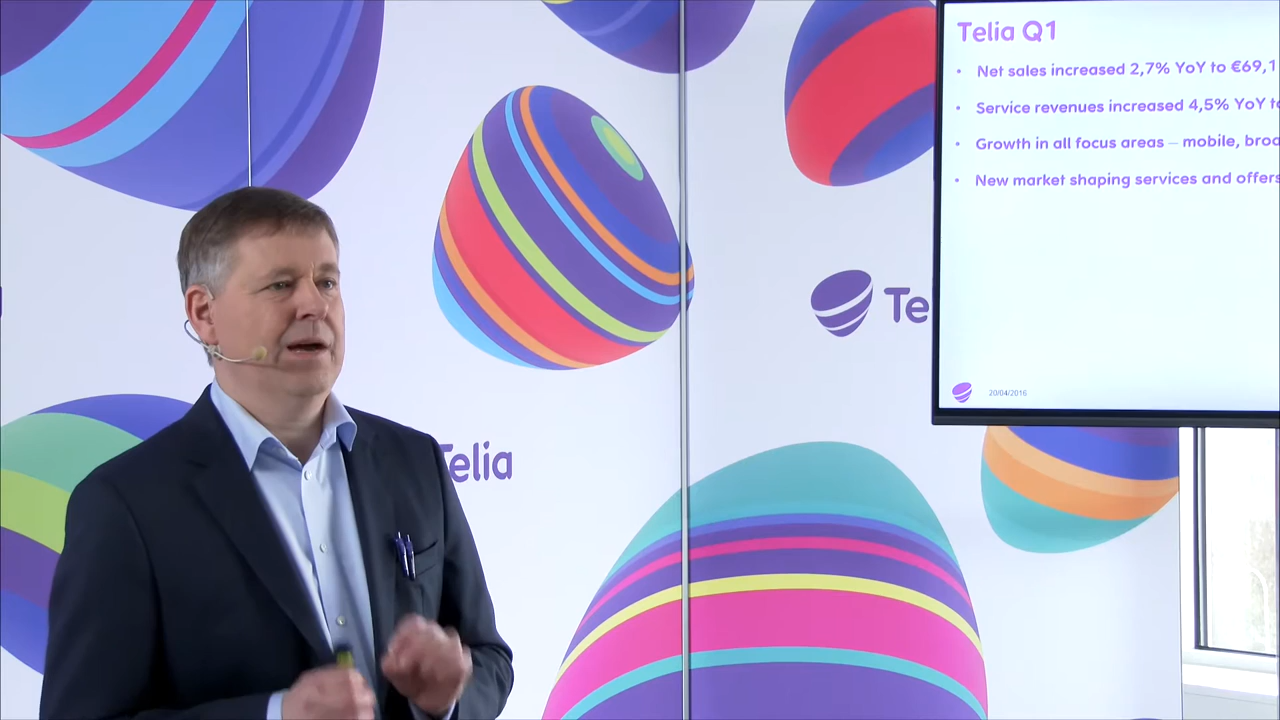 Telia Q1
• Net sales increased 2,7% YoY to €69,1
• Service revenues increased 4,5% YoY to
• Growth in all focus areas – mobile, broad
• New market shaping services and offers
Te
20/04/2016
Telia